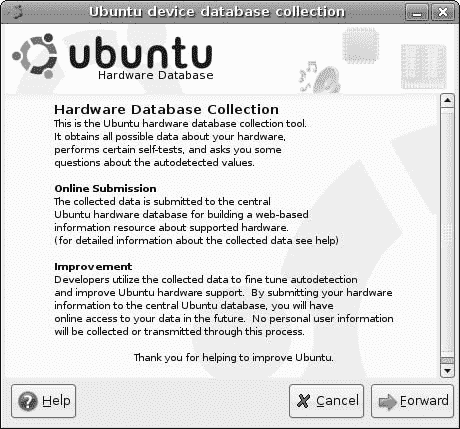 Ubuntu device database collection
ubuntu
Hardware Database
Hardware Database Collection
This is the Ubuntu hardware database collection tool.
It obtains all possible data about your hardware,
performs certain self-tests, and asks you some
questions about the autodetected values.
Online Submission
The collected data is submitted to the central
Ubuntu hardware database for building a web-based
information resource about supported hardware.
(for detailed information about the collected data see help)
Improvement
Developers utilize the collected data to fine tune autodetection
and improve Ubuntu hardware support. By submitting your hardware
information to the central Ubuntu database, you will have
online access to your data in the future. No personal user information
will be collected or transmitted through this process.
Thank you for helping to improve Ubuntu.
Help
Cancel
Forward